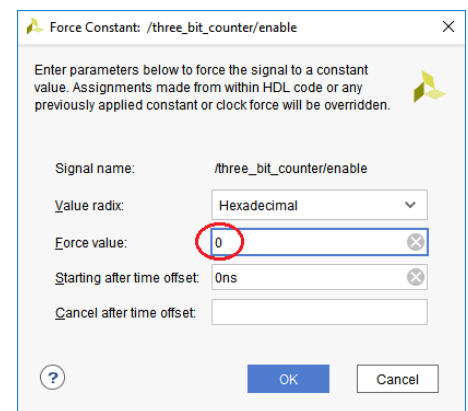 Force Constant: /three_bit_counter/enable
Enter parameters below to force the signal to a constant
value. Assignments made from within HDL code or any
previously applied constant or clock force will be overridden.
Signal name: /three_bit_counter/enable
Value radix: Hexadecimal
Force value: 0
Starting after time offset: 0ns
Cancel after time offset:
? OK Cancel